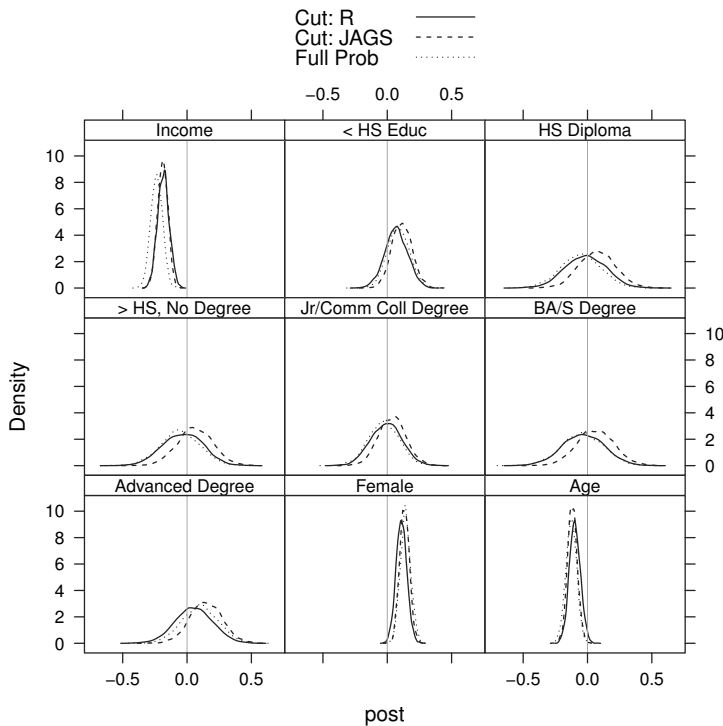 Cut: R
Cut: JAGS
Full Prob
−0.5 0.0 0.5
Income < HS Educ HS Diploma
10
8
6
4
2
0
> HS, No Degree Jr/Comm Coll Degree BA/S Degree
10
8
6
4
2
0
Advanced Degree Female Age
10
8
6
4
2
0
−0.5 0.0 0.5 −0.5 0.0 0.5
Density
post